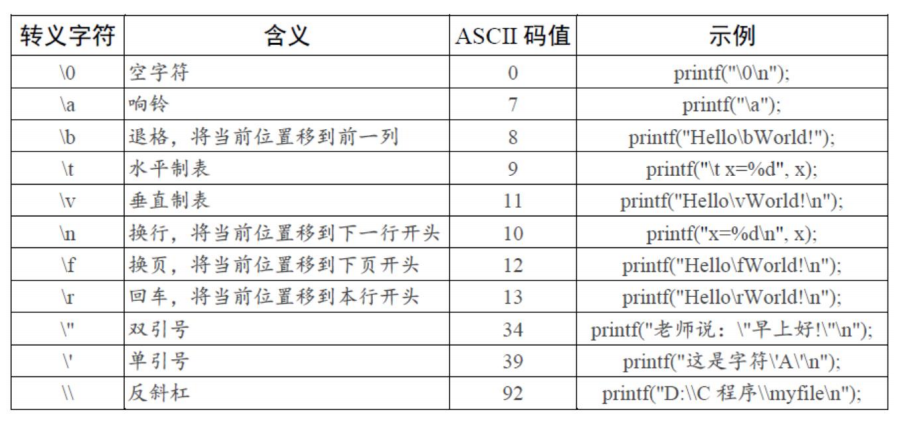 转义字符 含义 ASCII 码值 示例
\0 空字符 0 printf("\0\n");
\a 响铃 7 printf("\a");
\b 退格，将当前位置移到前一列 8 printf("Hello\bWorld!");
\t 水平制表 9 printf("\t x=%d", x);
\v 垂直制表 11 printf("Hello\vWorld!\n");
\n 换行，将当前位置移到下一行开头 10 printf("x=%d\n", x);
\f 换页，将当前位置移到下页开头 12 printf("Hello\fWorld!\n");
\r 回车，将当前位置移到本行开头 13 printf("Hello\rWorld!\n");
\" 双引号 34 printf("老师说：\"早上好!\"\n");
\' 单引号 39 printf("这是字符\'A\'\n");
\\ 反斜杠 92 printf("D:\\C 程序\\myfile\n");